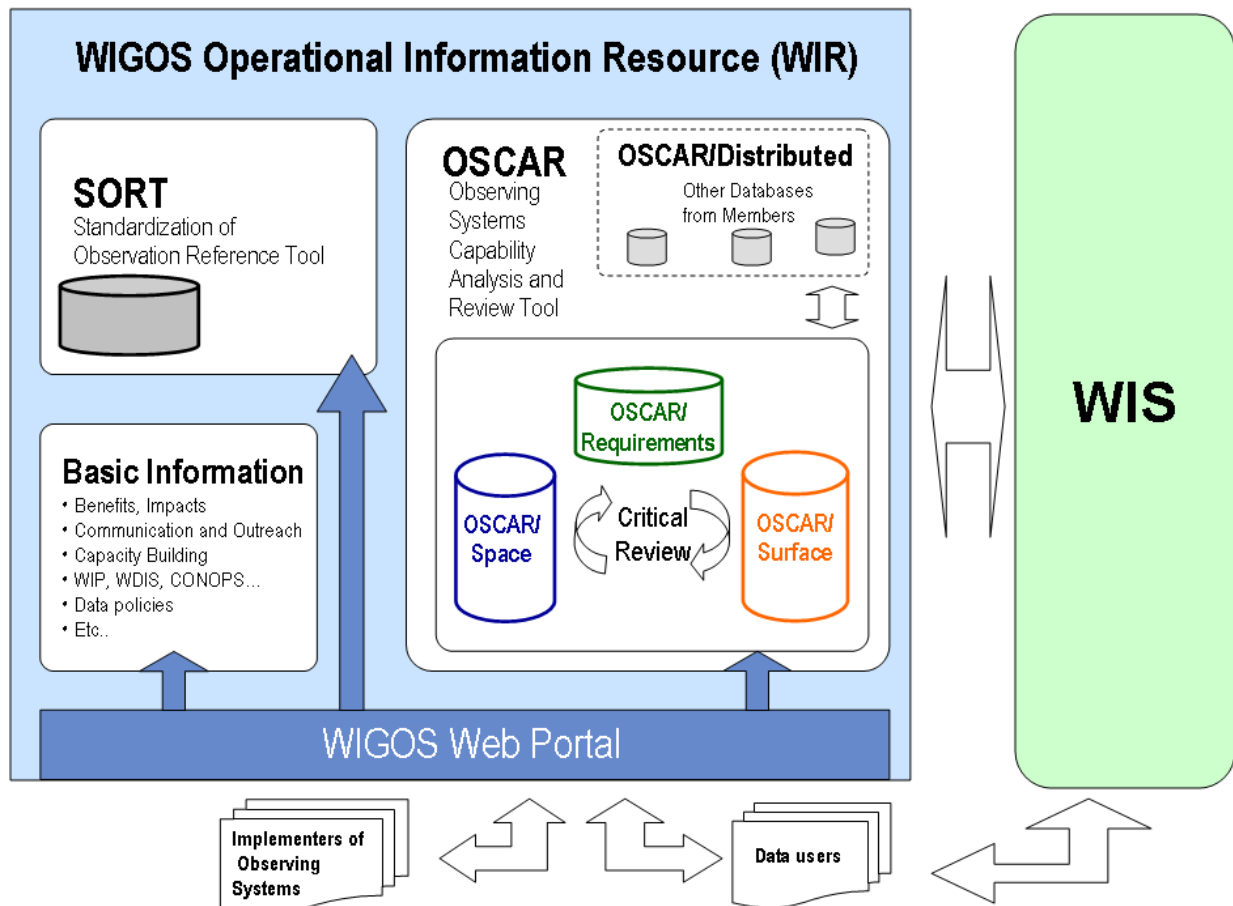 WIGOS Operational Information Resource (WIR)
SORT
Standardization of
Observation Reference Tool
OSCAR
Observing
Systems
Capability
Analysis and
Review Tool
OSCAR/Distributed
Other Databases
from Members
OSCAR/
Requirements
OSCAR/
Space
Critical
Review
OSCAR/
Surface
Basic Information
• Benefits, Impacts
• Communication and Outreach
• Capacity Building
• WIP, WDIS, CONOPS...
• Data policies
• Etc..
WIGOS Web Portal
WIS
Implementers of
Observing
Systems
Data users